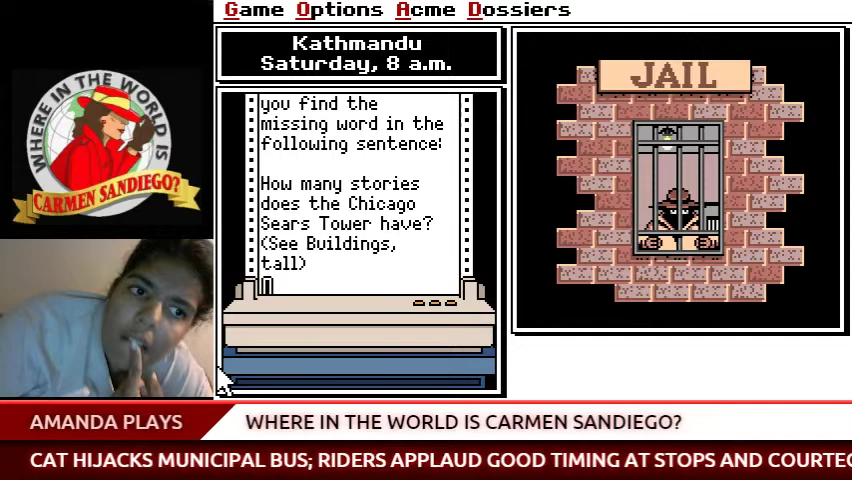 Game Options Acme Dossiers
Kathmandu
Saturday, 8 a.m.
you find the
missing word in the
following sentence:
How many stories
does the Chicago
Sears Tower have?
(See Buildings,
tall)
JAIL
WHERE IN THE WORLD IS
CARMEN SANDIEGO?
AMANDA PLAYS
WHERE IN THE WORLD IS CARMEN SANDIEGO?
CAT HIJACKS MUNICIPAL BUS; RIDERS APPLAUD GOOD TIMING AT STOPS AND COURTEO